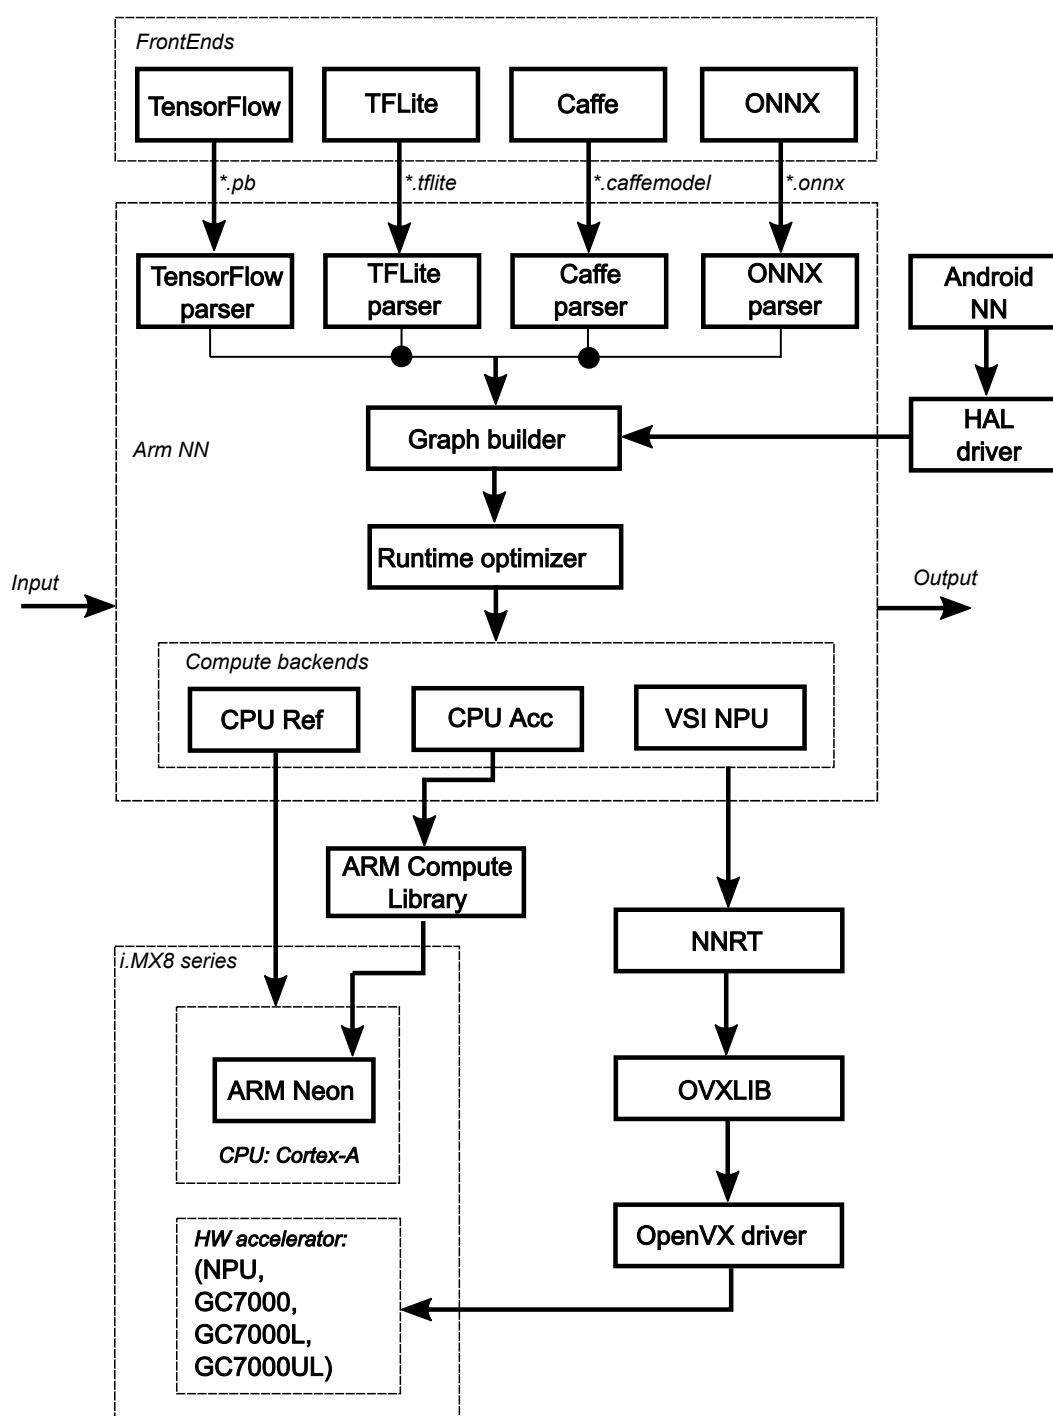 FrontEnds
TensorFlow
TFLite
Caffe
ONNX
*.pb
*.tflite
*.caffemodel
*.onnx
TensorFlow
parser
TFLite
parser
Caffe
parser
ONNX
parser
Android
NN
HAL
driver
Graph builder
Arm NN
Runtime optimizer
Input
Output
Compute backends
CPU Ref
CPU Acc
VSI NPU
ARM Compute
Library
NNRT
i.MX8 series
ARM Neon
OVXLIB
CPU: Cortex-A
OpenVX driver
HW accelerator:
(NPU,
GC7000,
GC7000L,
GC7000UL)